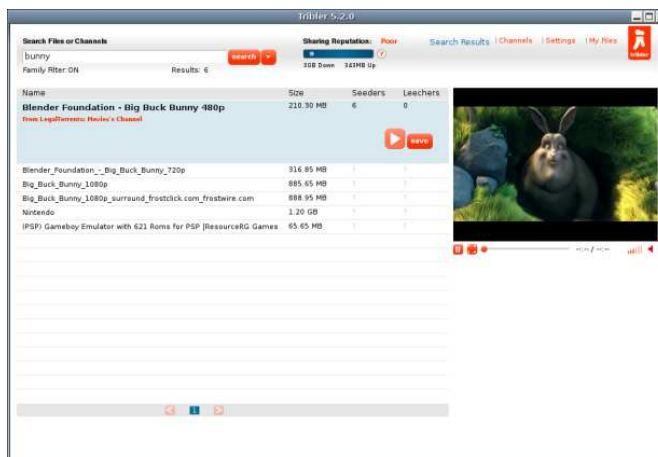 Tribler 5.2.0
Search Files or Channels
bunny
search
Family Filter:ON
Results: 6
Sharing Reputation: Poor
3GB Down 343MB Up
Search Results | Channels | Settings | My Files
tribler
Name Size Seeders Leechers
Blender Foundation - Big Buck Bunny 480p 210.30 MB 6 0
From LegalTorrents: Movies's Channel
save
Blender_Foundation_-_Big_Buck_Bunny_720p 316.85 MB
Big_Buck_Bunny_1080p 885.65 MB
Big_Buck_Bunny_1080p_surround_frostclick.com_frostwire.com 888.95 MB
Nintendo 1.20 GB
(PSP) Gameboy Emulator with 621 Roms for PSP [ResourceRG Games 65.65 MB
--:-- / --:--
1